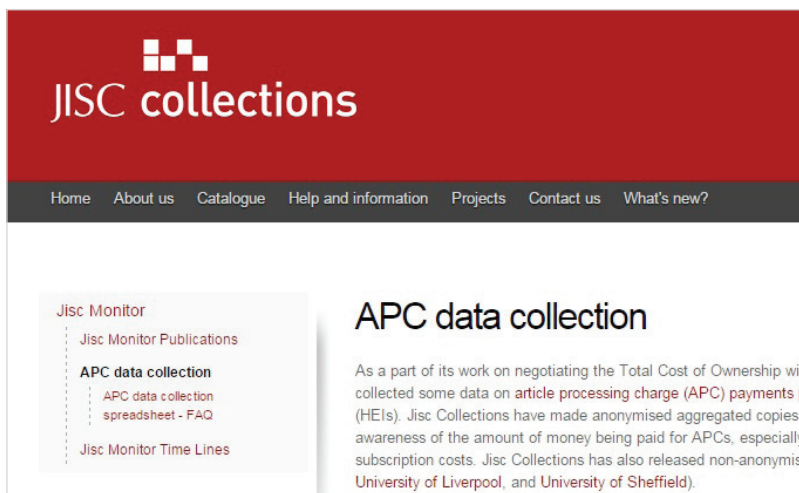 JISC collections
Home About us Catalogue Help and information Projects Contact us What's new?
Jisc Monitor
Jisc Monitor Publications
APC data collection
APC data collection
spreadsheet - FAQ
Jisc Monitor Time Lines
APC data collection
As a part of its work on negotiating the Total Cost of Ownership wi
collected some data on article processing charge (APC) payments
(HEIs). Jisc Collections have made anonymised aggregated copies
awareness of the amount of money being paid for APCs, especially
subscription costs. Jisc Collections has also released non-anonymis
University of Liverpool, and University of Sheffield).